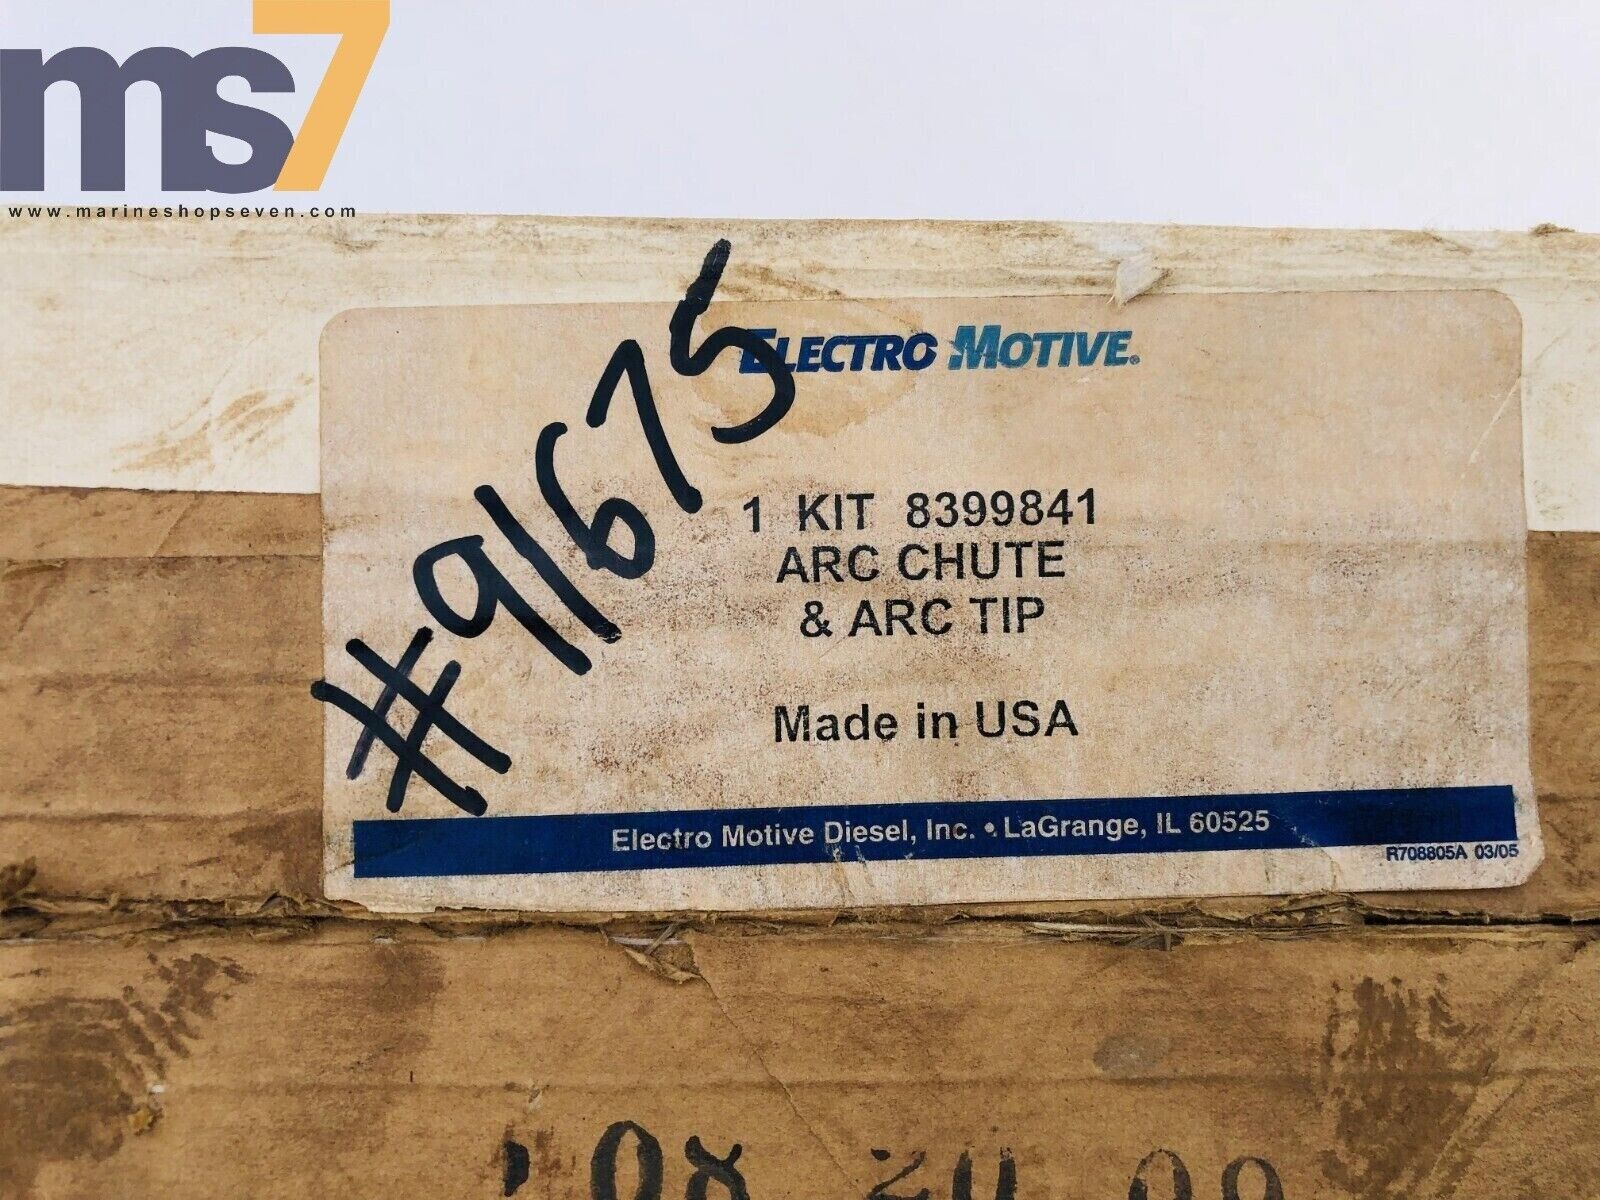 ms7
www.marineshopseven.com
#91675
ELECTRO MOTIVE®
1 KIT 8399841
ARC CHUTE
& ARC TIP
Made in USA
Electro Motive Diesel, Inc. • LaGrange, IL 60525
R708805A 03/05